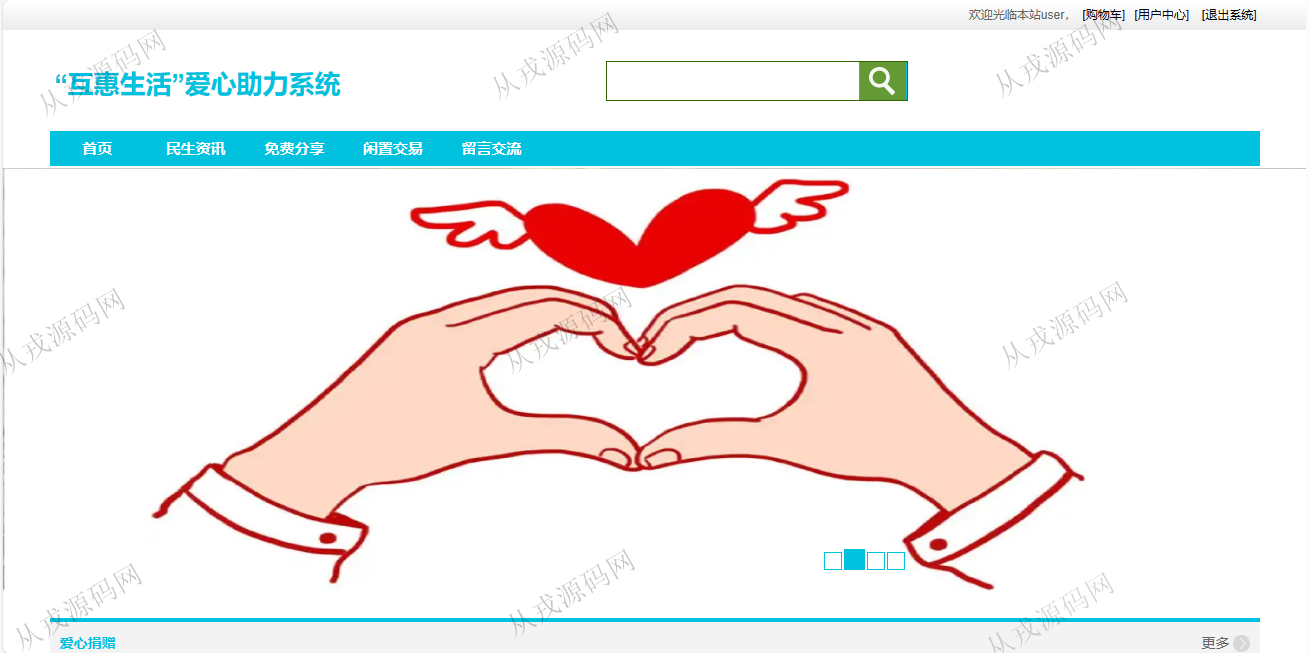 欢迎光临本站user， [购物车] [用户中心] [退出系统]
“互惠生活”爱心助力系统
首页 民生资讯 免费分享 闲置交易 留言交流
爱心捐赠 更多
从戎源码网
从戎源码网
从戎源码网
从戎源码网
从戎源码网
从戎源码网
从戎源码网
从戎源码网
从戎源码网